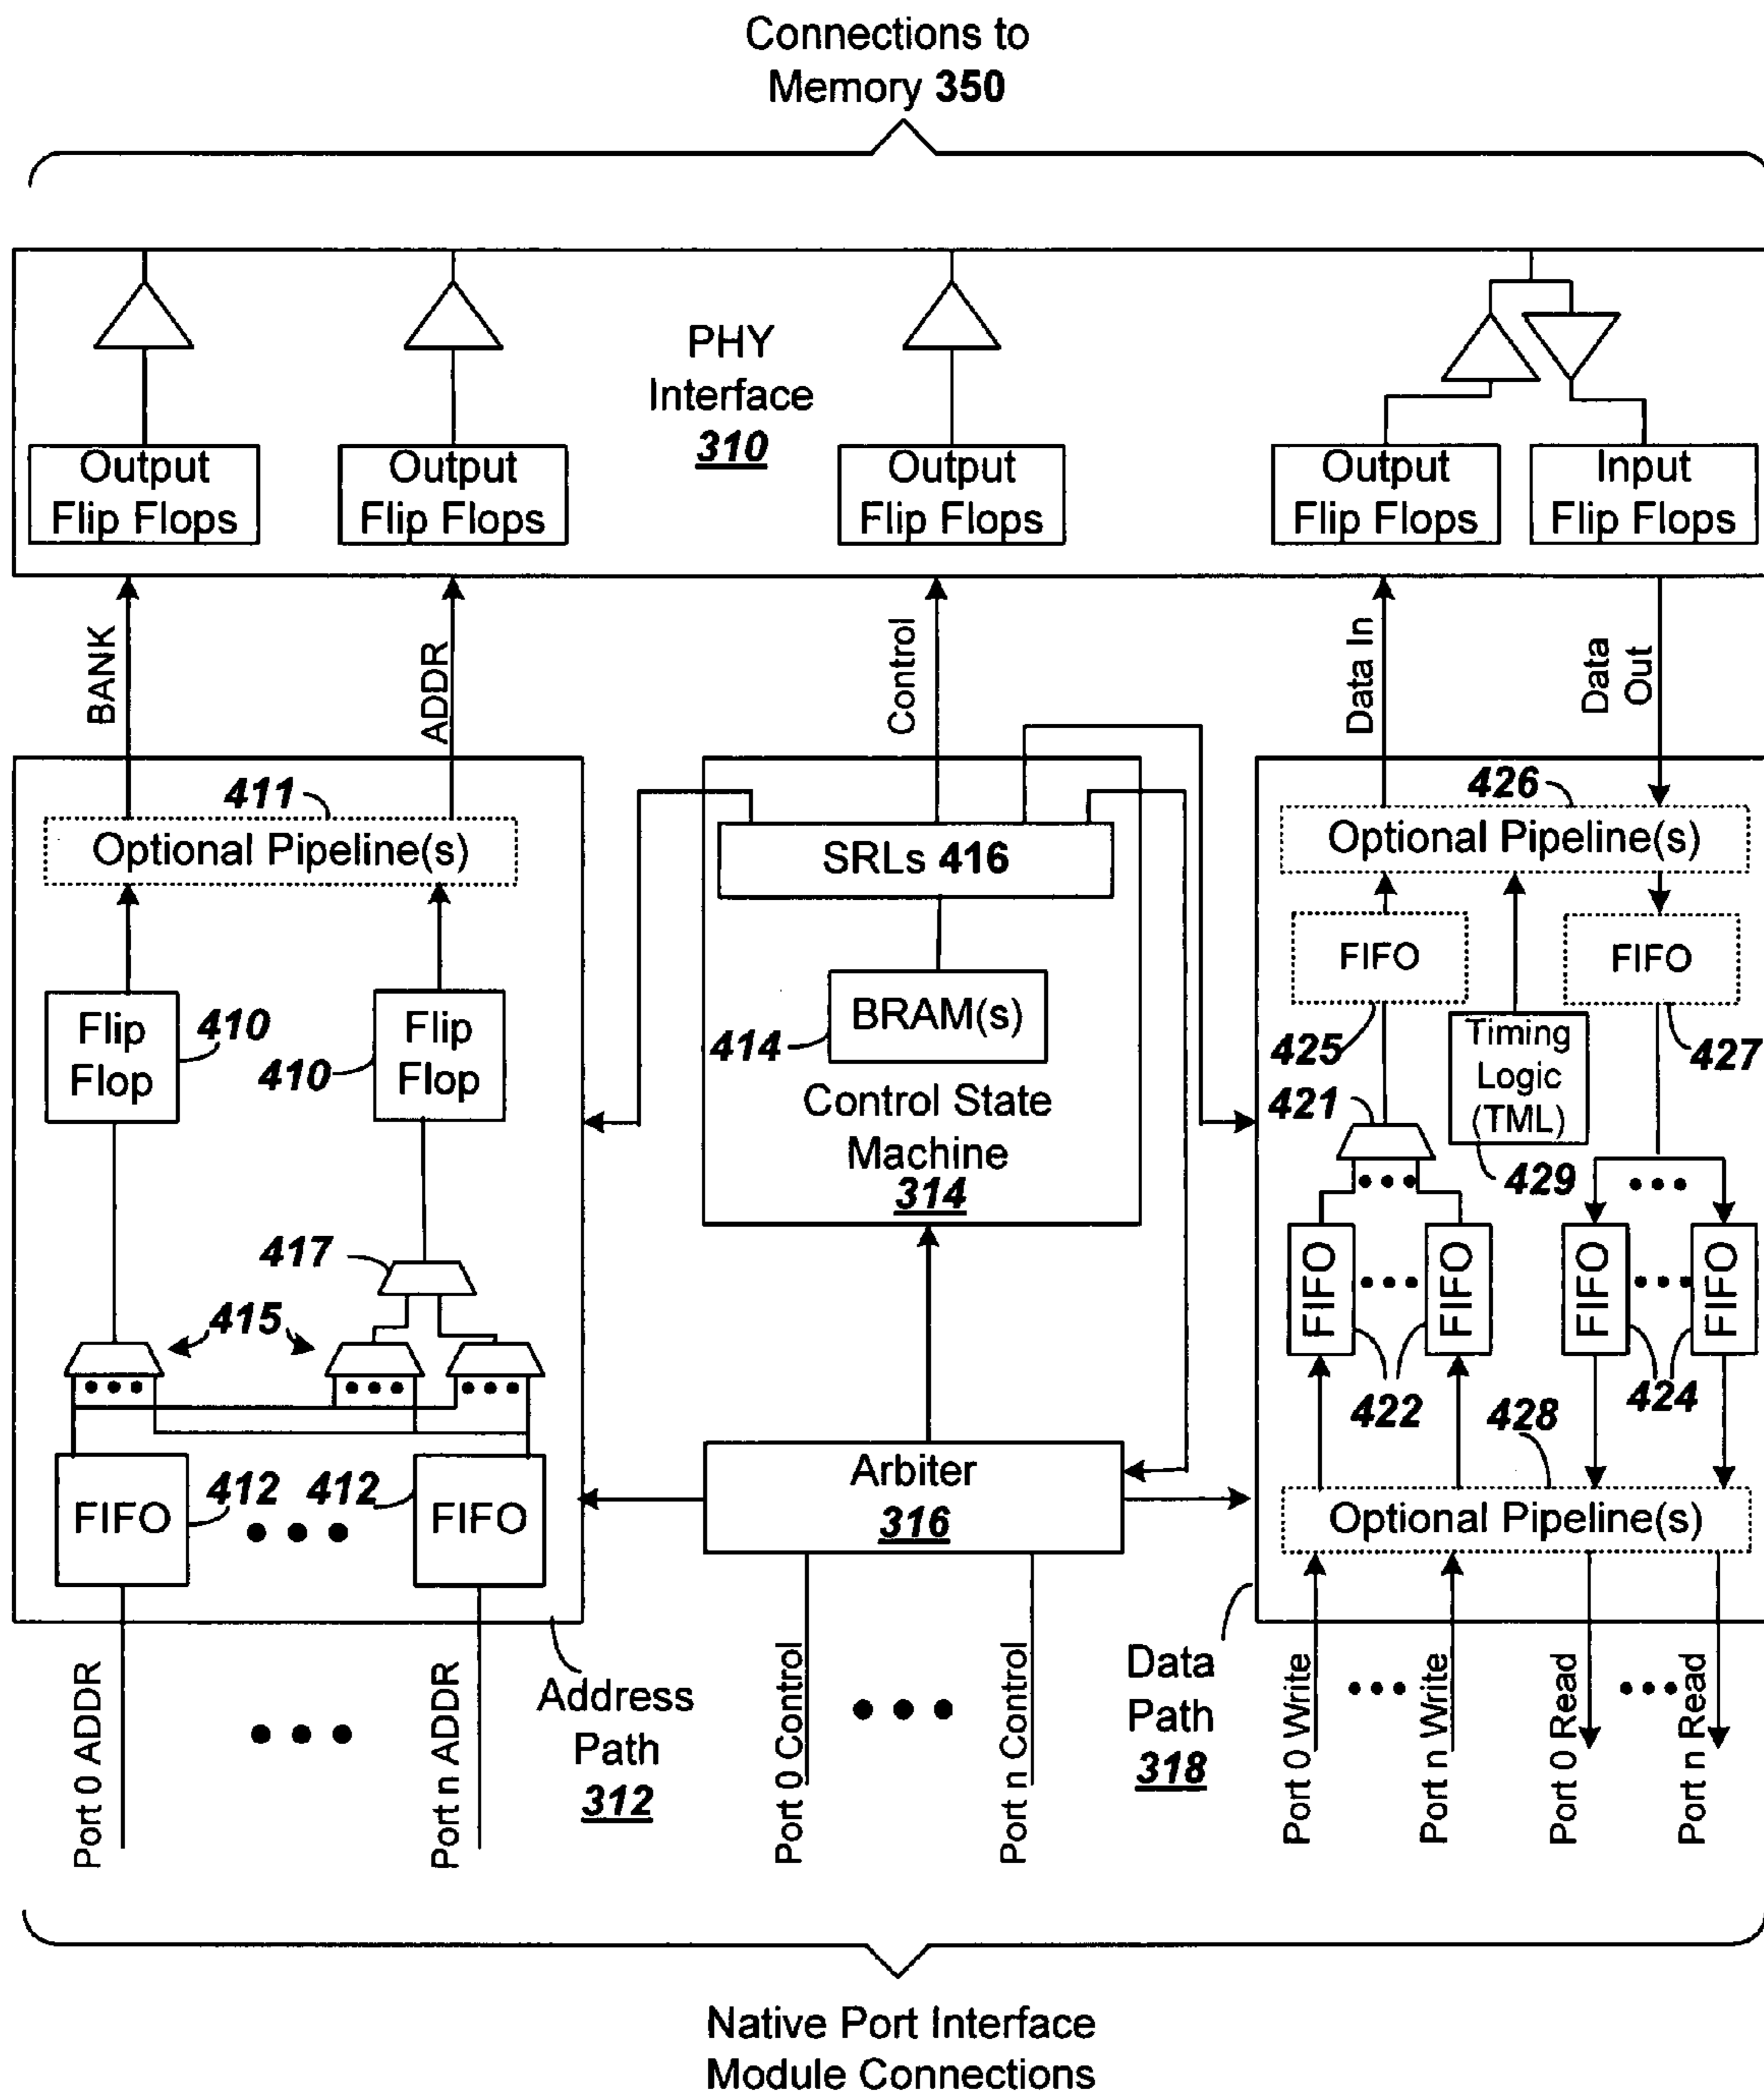 Connections to
Memory 350
PHY
Interface
310
Output
Flip Flops
Output
Flip Flops
Output
Flip Flops
Output
Flip Flops
Input
Flip Flops
BANK
ADDR
Control
Data In
Data
Out
411
Optional Pipeline(s)
Flip
Flop
410
410
Flip
Flop
417
415
FIFO
412
412
FIFO
SRLs 416
BRAM(s)
414
Control State
Machine
314
Arbiter
316
426
Optional Pipeline(s)
FIFO
FIFO
425
427
Timing
Logic
(TML)
421
429
FIFO
FIFO
FIFO
FIFO
422
424
428
Optional Pipeline(s)
Port 0 ADDR
Port n ADDR
Address
Path
312
Port 0 Control
Port n Control
Data
Path
318
Port 0 Write
Port n Write
Port 0 Read
Port n Read
Native Port Interface
Module Connections